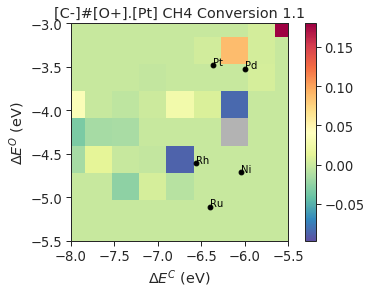 [C-]#[O+].[Pt] CH4 Conversion 1.1
−3.0
−3.5
−4.0
−4.5
−5.0
−5.5
ΔE^O (eV)
Pt
Pd
Rh
Ni
Ru
−8.0 −7.5 −7.0 −6.5 −6.0 −5.5
ΔE^C (eV)
0.15
0.10
0.05
0.00
−0.05